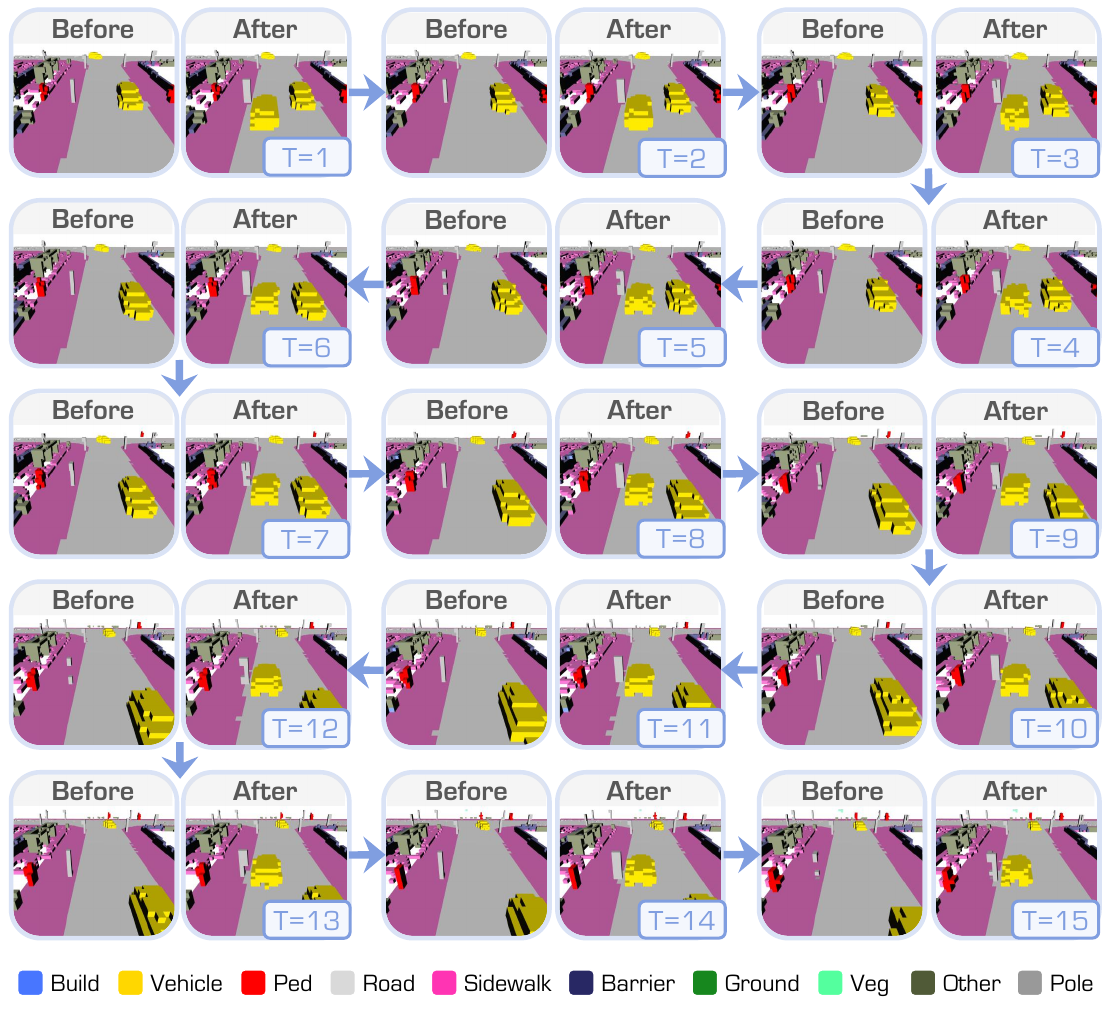 Before After Before After Before After
T=1 T=2 T=3
Before After Before After Before After
T=6 T=5 T=4
Before After Before After Before After
T=7 T=8 T=9
Before After Before After Before After
T=12 T=11 T=10
Before After Before After Before After
T=13 T=14 T=15
Build Vehicle Ped Road Sidewalk Barrier Ground Veg Other Pole